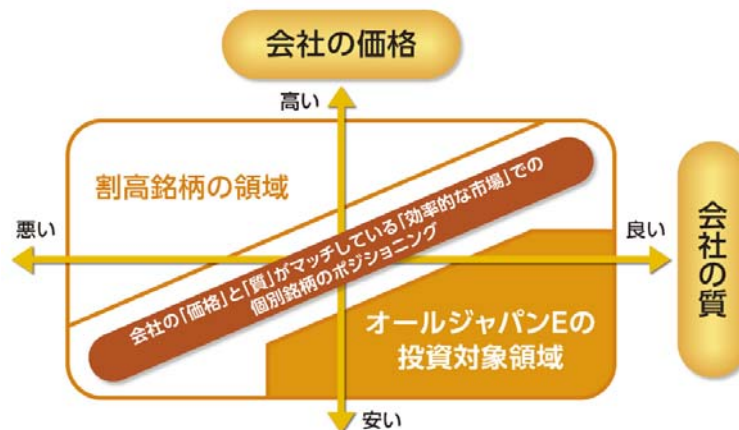 会社の価格
高い
割高銘柄の領域
会社の「価格」と「質」がマッチしている「効率的な市場」での
個別銘柄のポジショニング
悪い
良い
会社の質
オールジャパンEの
投資対象領域
安い